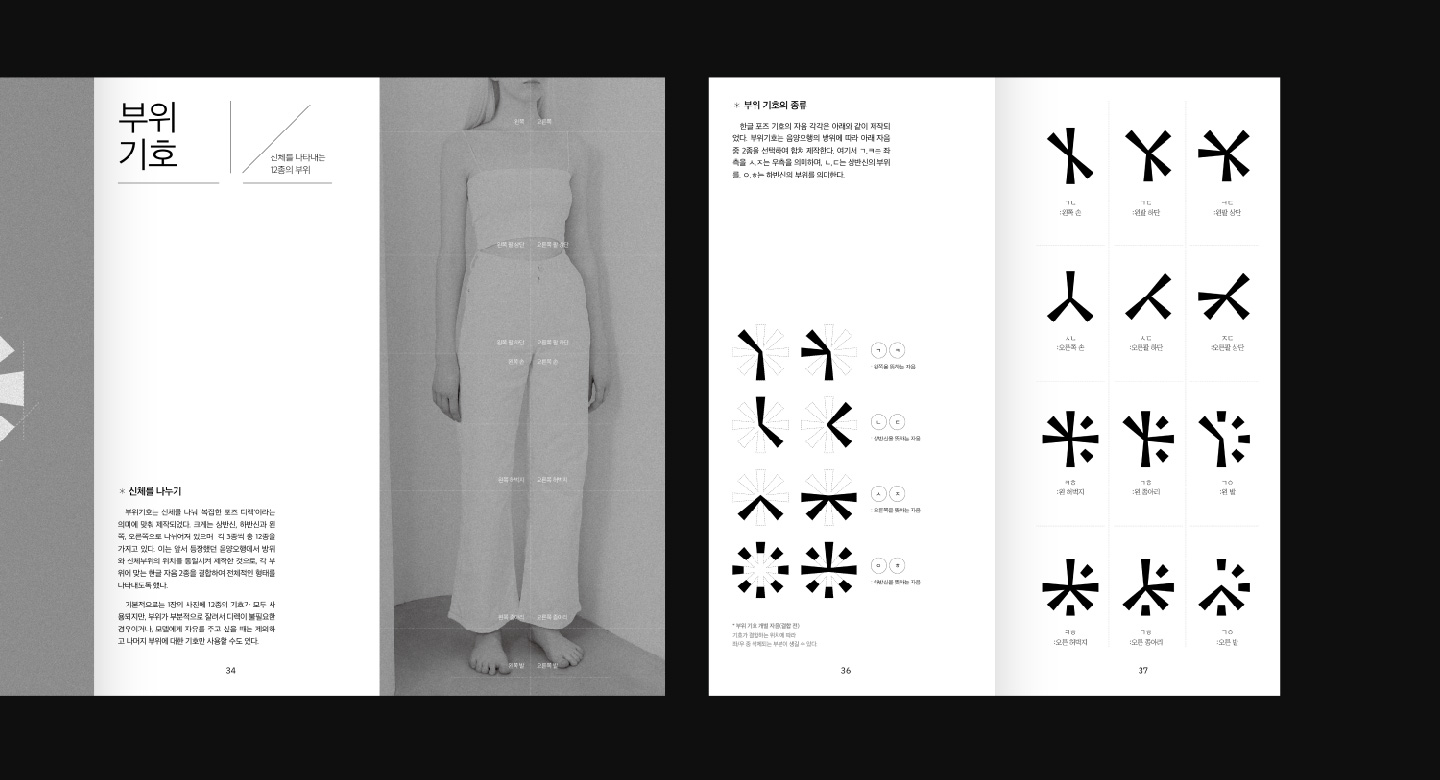 부위
기호
신체를 나타내는
12종의 부위
왼쪽 오른쪽
왼쪽 팔 상단 오른쪽 팔 상단
왼쪽 팔 하단 오른쪽 팔 하단
왼쪽 손 오른쪽 손
왼쪽 허벅지 오른쪽 허벅지
왼쪽 종아리 오른쪽 종아리
왼쪽 발 오른쪽 발
* 신체를 나누기
부위기호는 신체를 나눠 복잡한 포즈 디렉'이라는
의미에 맞춰 제작되었다. 크게는 상반신, 하반신과 왼
쪽, 오른쪽으로 나뉘어져 있으며 각 3종씩 총 12종을
가지고 있다. 이는 앞서 등장했던 음양오행에서 방위
와 신체부위의 위치를 통일시켜 제작한 것으로, 각 부
위에 맞는 한글 자음 2종을 결합하여 전체적인 형태를
나타내도록 했다.
기본적으로는 1장의 사진에 12종의 기호가 모두 사
용되지만, 부위가 부분적으로 잘려서 디렉이 불필요한
경우이거나, 모델에게 자유를 주고 싶을 때는 제외하
고 나머지 부위에 대한 기호만 사용할 수도 있다.
34
* 부위 기호의 종류
한글 포즈 기호의 자음 각각은 아래와 같이 제작되
었다. 부위기호는 음양오행의 방위에 따라 아래 자음
중 2종을 선택하여 합쳐 제작한다. 여기서 ㄱ,ㅋ은 좌
측을 ㅅ,ㅈ는 우측을 의미하며, ㄴ,ㄷ는 상반신의 부위
를, ㅇ,ㅎ는 하반신의 부위를 의미한다.
ㄱ ㅋ
: 왼쪽을 뜻하는 자음
ㄴ ㄷ
: 상반신을 뜻하는 자음
ㅅ ㅈ
: 오른쪽을 뜻하는 자음
ㅇ ㅎ
: 하반신을 뜻하는 자음
* 부위 기호 개별 자음(결합 전)
기호가 결합하는 위치에 따라
좌/우 중 삭제되는 부분이 생길 수 있다.
36
ㄱㄴ ㄱㄷ ㅋㄷ
:왼쪽 손 :왼팔 하단 :왼팔 상단
ㅅㄴ ㅅㄷ ㅈㄷ
:오른쪽 손 :오른팔 하단 :오른팔 상단
ㅋㅎ ㄱㅎ ㄱㅇ
:왼 허벅지 :왼 종아리 :왼 발
ㅋㅎ ㄱㅎ ㄱㅇ
:오른 허벅지 :오른 종아리 :오른 발
37